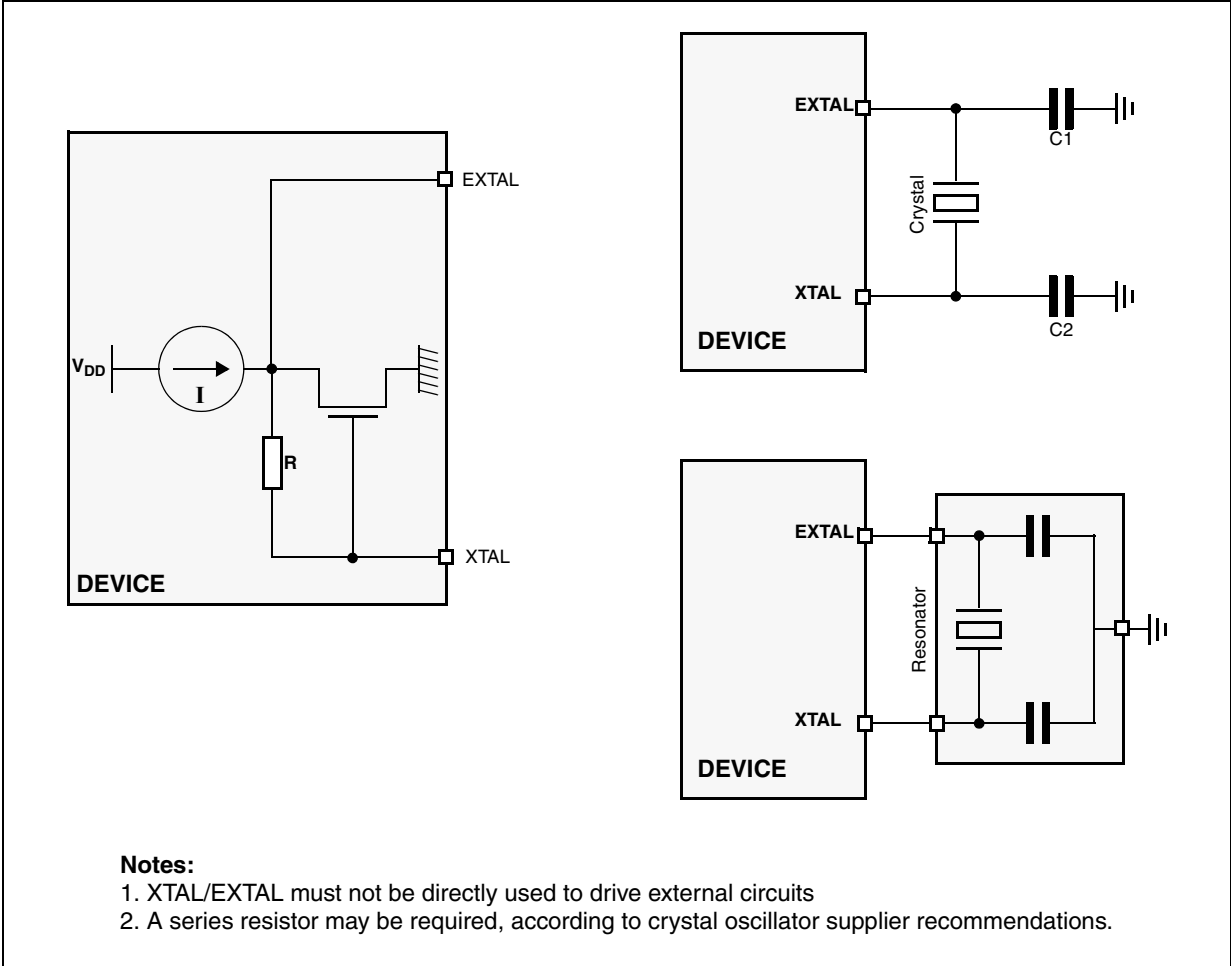 EXTAL
V_DD
I
R
XTAL
DEVICE
EXTAL
C1
Crystal
XTAL
C2
DEVICE
EXTAL
Resonator
XTAL
DEVICE
Notes:
1. XTAL/EXTAL must not be directly used to drive external circuits
2. A series resistor may be required, according to crystal oscillator supplier recommendations.